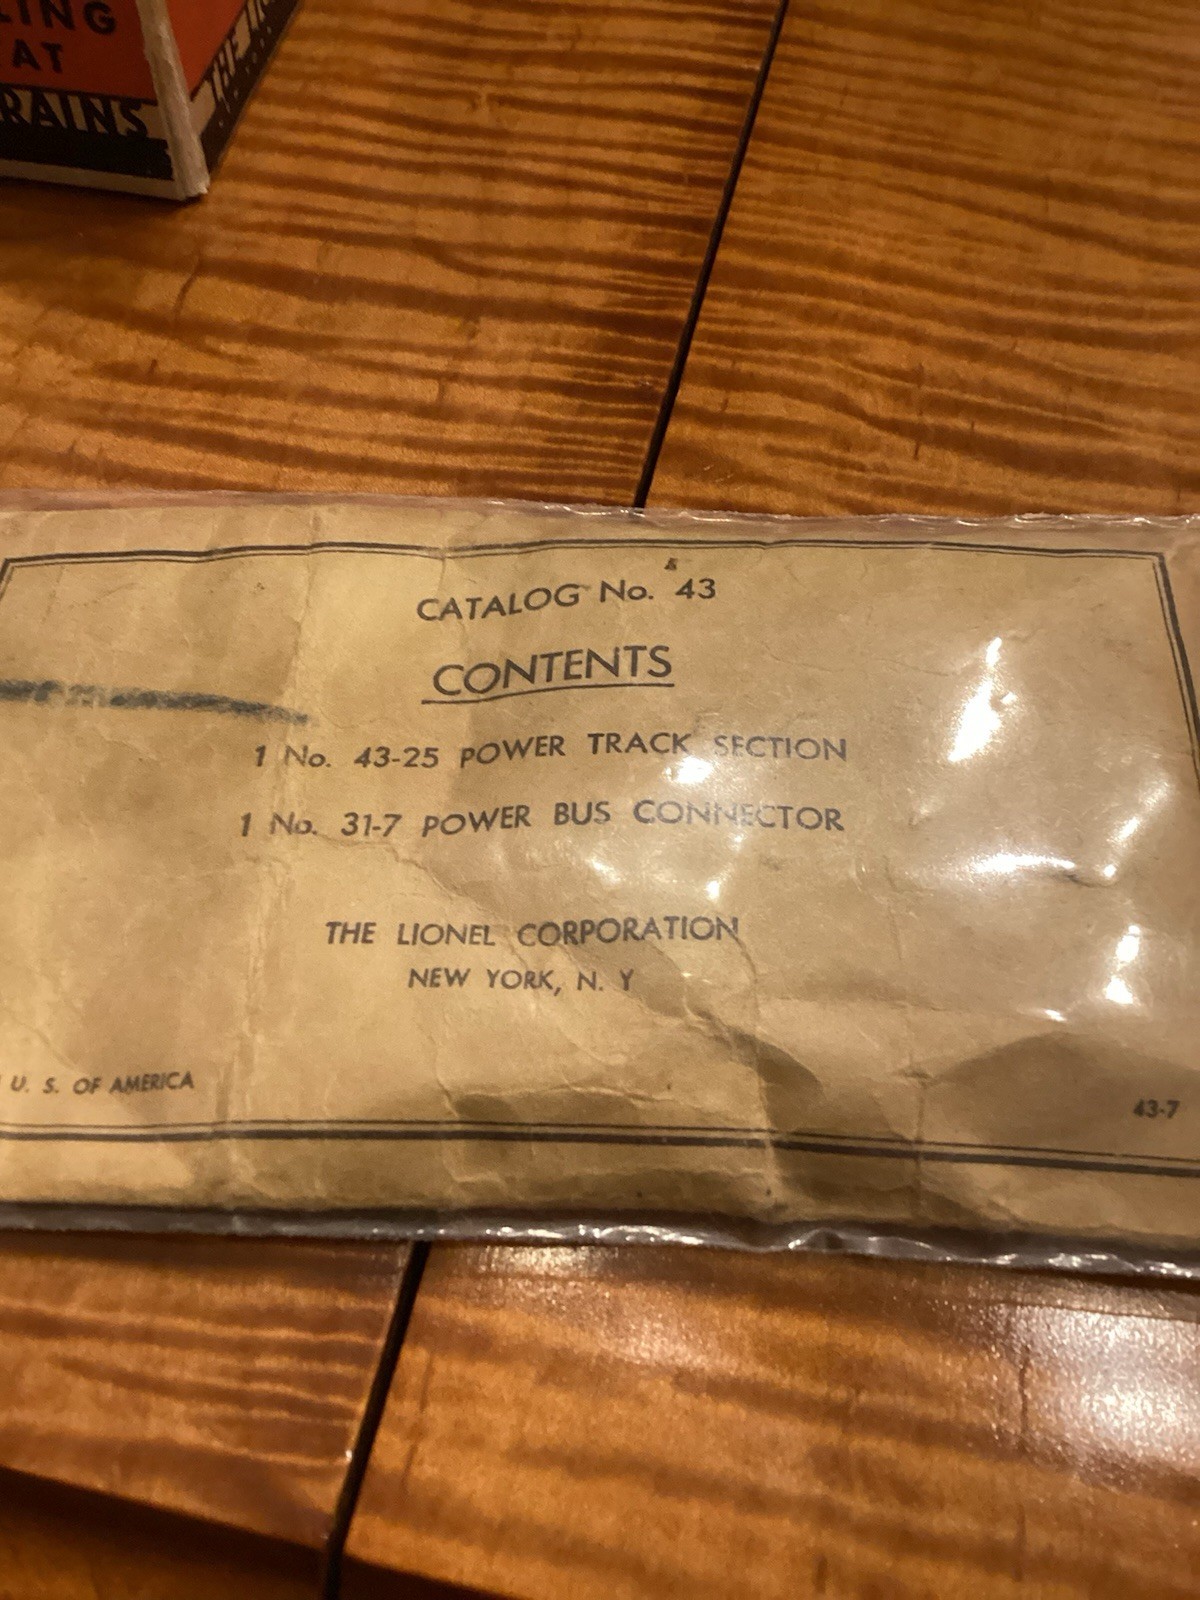 LING
AT
RAINS
CATALOG No. 43
CONTENTS
1 No. 43-25 POWER TRACK SECTION
1 No. 31-7 POWER BUS CONNECTOR
THE LIONEL CORPORATION
NEW YORK, N. Y
U. S. OF AMERICA
43-7